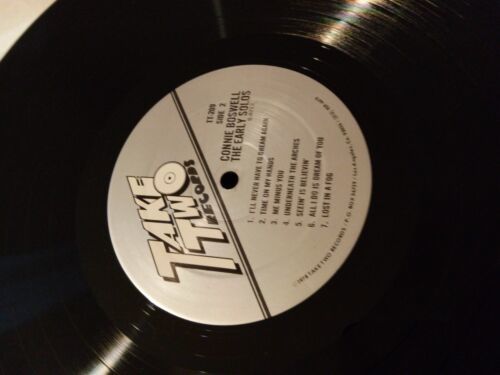 TAKE
TWO
RECORDS
TT-209
SIDE 2
CONNIE BOSWELL
THE EARLY SOLOS
1. I'LL NEVER HAVE TO DREAM AGAIN
2. TIME ON MY HANDS
3. ME MINUS YOU
4. UNDERNEATH THE ARCHES
5. SEEIN' IS BELIEVIN'
6. ALL I DO IS DREAM OF YOU
7. LOST IN A FOG
©1978 TAKE TWO RECORDS / P.O. BOX